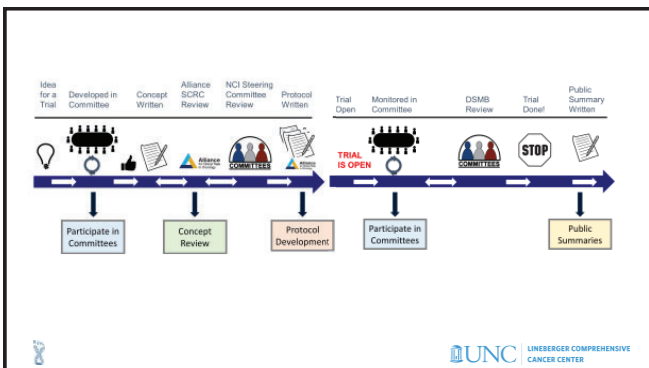 Idea
for a
Trial
Developed in
Committee
Concept
Written
Alliance
SCRC
Review
NCI Steering
Committee
Review
Protocol
Written
Trial
Open
Monitored in
Committee
DSMB
Review
Trial
Done!
Public
Summary
Written
Alliance
COMMITTEES
Alliance
TRIAL
IS OPEN
COMMITTEES
STOP
Participate in
Committees
Concept
Review
Protocol
Development
Participate in
Committees
Public
Summaries
UNC
LINEBERGER COMPREHENSIVE
CANCER CENTER